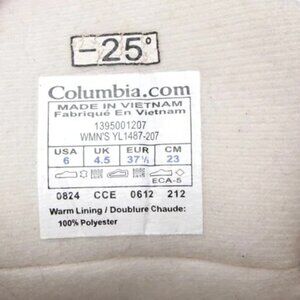 -25°
Columbia.com
MADE IN VIETNAM
Fabriqué En Vietnam
1395001207
WMN'S YL1487-207
USA UK EUR CM
6 4.5 37½ 23
ECA-5
0824 CCE 0612 212
Warm Lining / Doublure Chaude:
100% Polyester